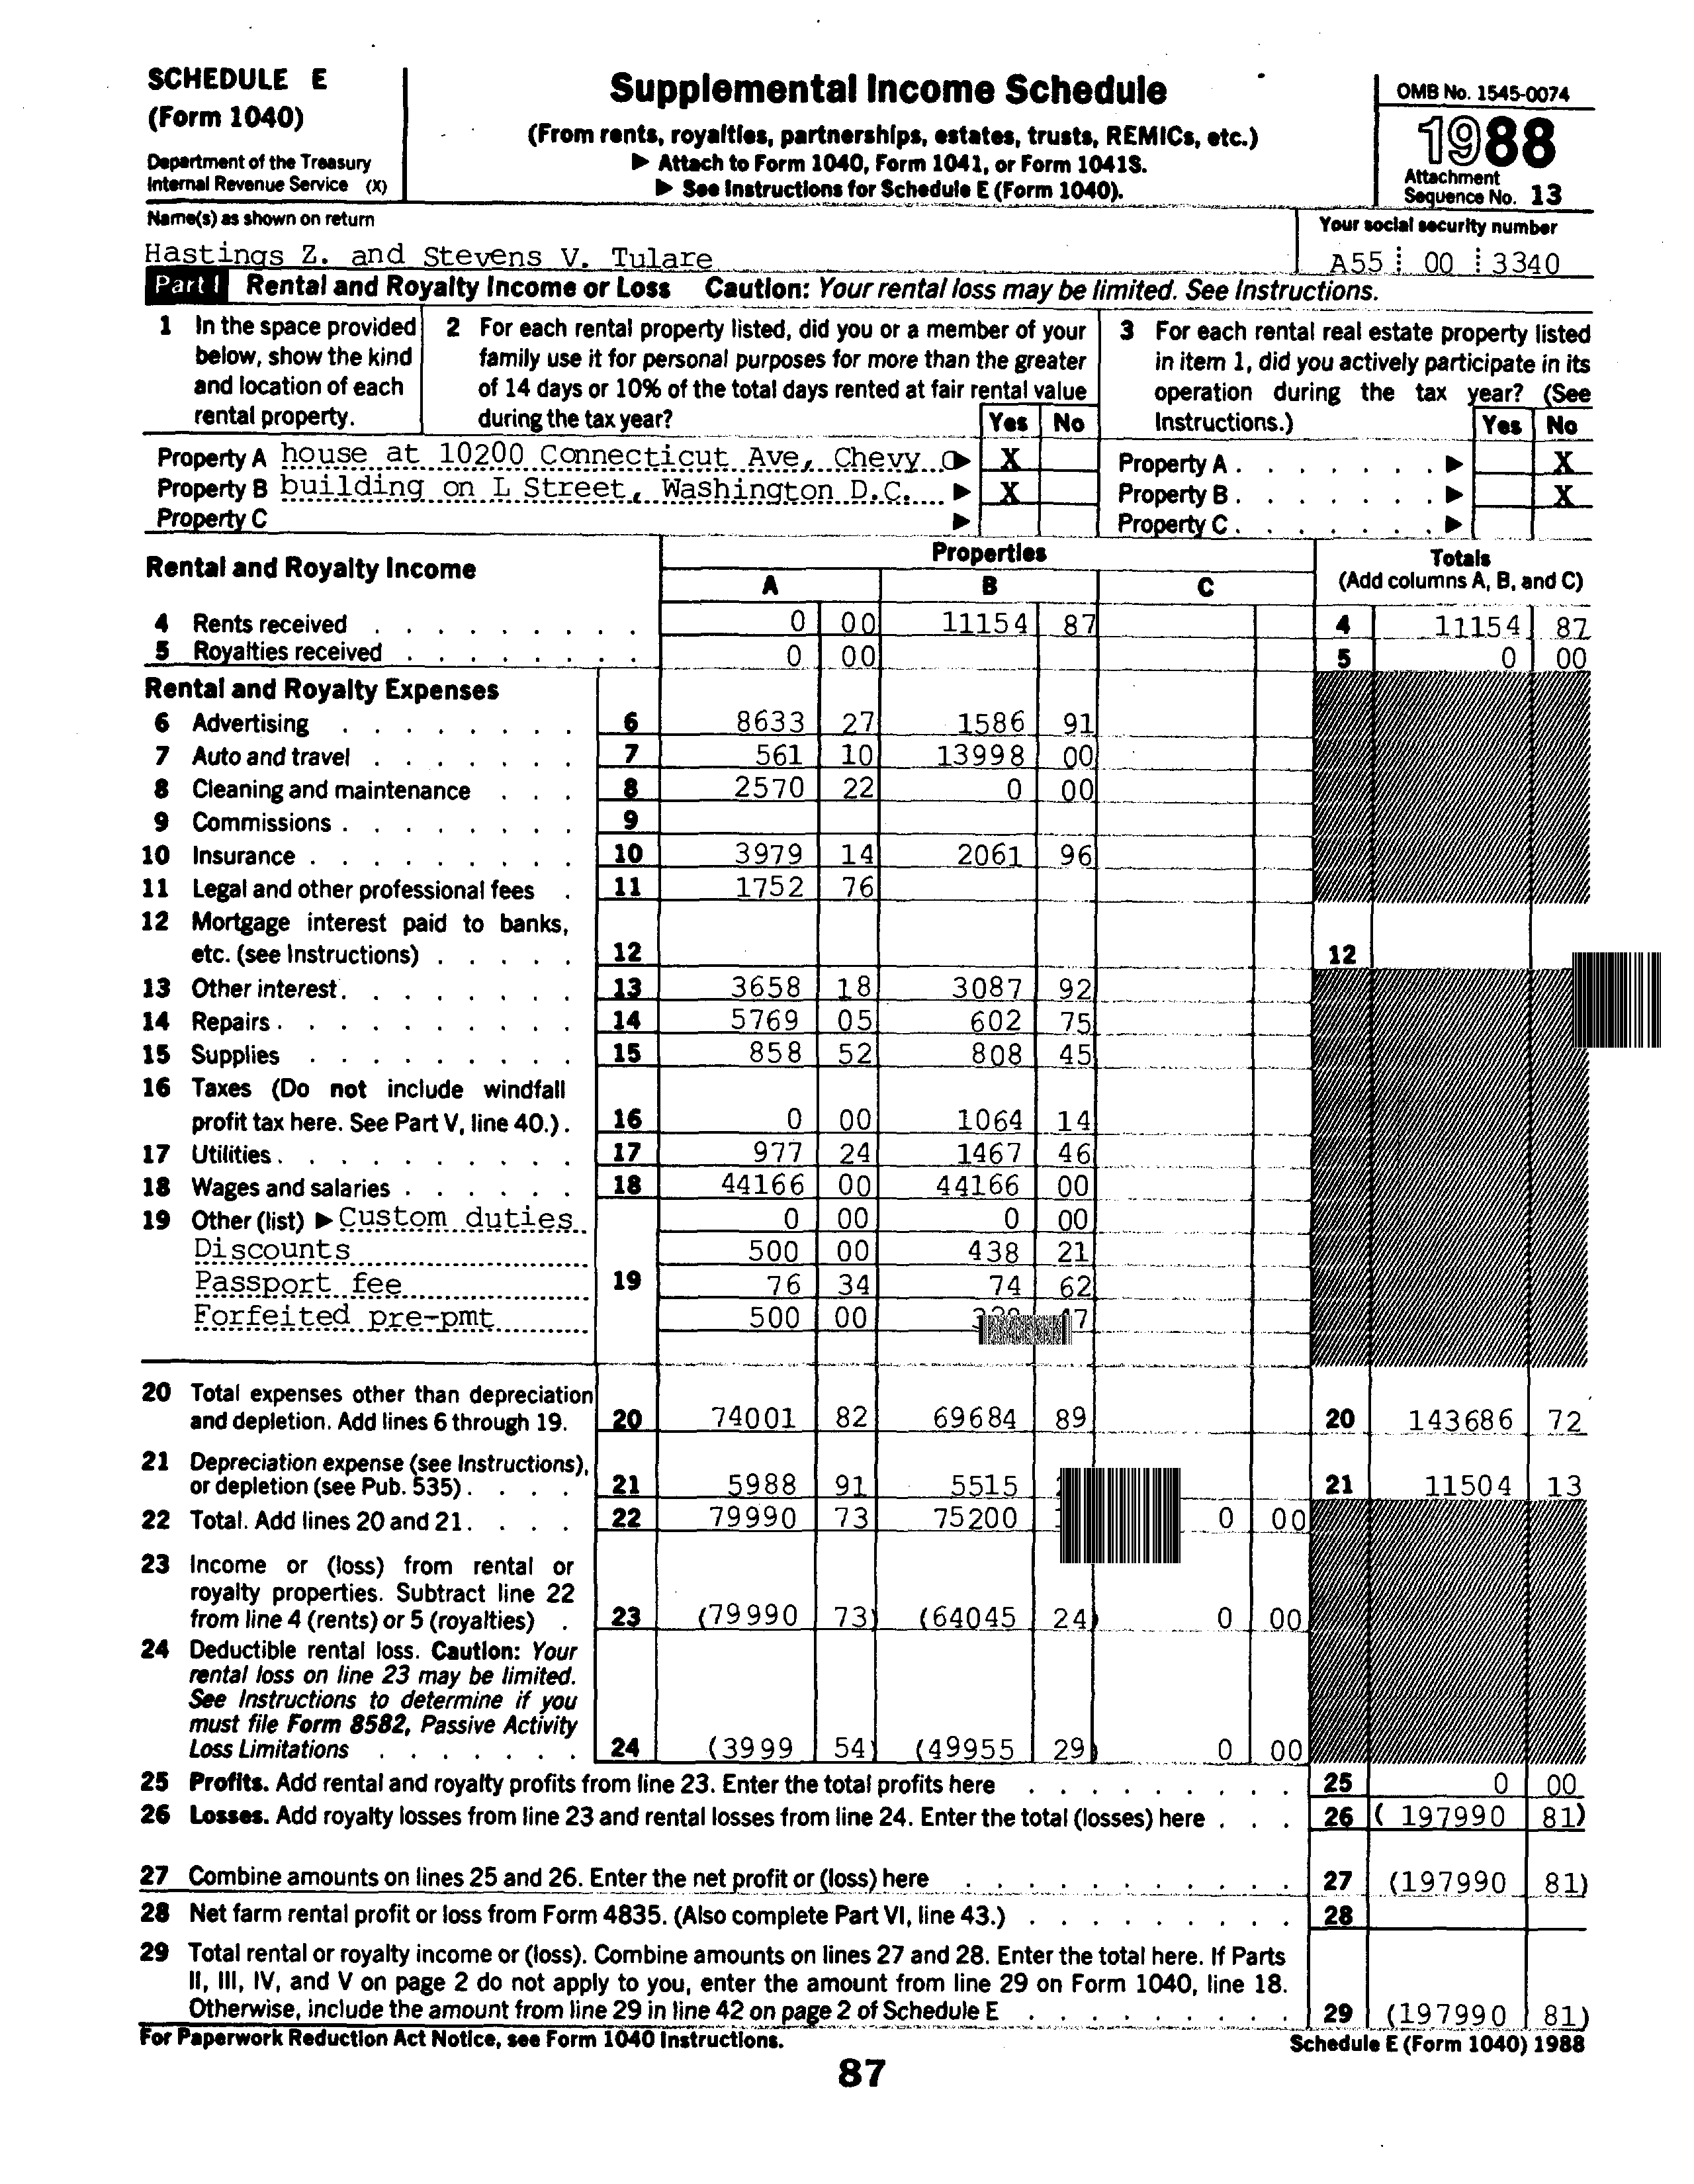 SCHEDULE E
(Form 1040)
Department of the Treasury
Internal Revenue Service (X)
Supplemental Income Schedule
(From rents, royalties, partnerships, estates, trusts, REMICs, etc.)
▶ Attach to Form 1040, Form 1041, or Form 1041S.
▶ See Instructions for Schedule E (Form 1040).
OMB No. 1545-0074
1988
Attachment
Sequence No. 13
Name(s) as shown on return
Hastings Z. and Stevens V. Tulare
Your social security number
A55 00 3340
Part I Rental and Royalty Income or Loss Caution: Your rental loss may be limited. See Instructions.
1 In the space provided
below, show the kind
and location of each
rental property.
2 For each rental property listed, did you or a member of your
family use it for personal purposes for more than the greater
of 14 days or 10% of the total days rented at fair rental value
during the tax year? Yes No
3 For each rental real estate property listed
in item 1, did you actively participate in its
operation during the tax year? (See
Instructions.) Yes No
Property A house at 10200 Connecticut Ave, Chevy ▶ X
Property B building on L Street, Washington D.C. ▶ X
Property C ▶
Property A . . . . . . . ▶ X
Property B . . . . . . . ▶ X
Property C . . . . . . . ▶
Rental and Royalty Income
Properties
A B C
Totals
(Add columns A, B, and C)
4 Rents received . . . . . . . . . 0 00 11154 87 4 11154 87
5 Royalties received . . . . . . . . 0 00 5 0 00
Rental and Royalty Expenses
6 Advertising . . . . . . . . 6 8633 27 1586 91
7 Auto and travel . . . . . . . 7 561 10 13998 00
8 Cleaning and maintenance . . . 8 2570 22 0 00
9 Commissions . . . . . . . . 9
10 Insurance . . . . . . . . . 10 3979 14 2061 96
11 Legal and other professional fees . 11 1752 76
12 Mortgage interest paid to banks,
etc. (see Instructions) . . . . . 12 12
13 Other interest . . . . . . . . 13 3658 18 3087 92
14 Repairs . . . . . . . . . . 14 5769 05 602 75
15 Supplies . . . . . . . . . 15 858 52 808 45
16 Taxes (Do not include windfall
profit tax here. See Part V, line 40.) . 16 0 00 1064 14
17 Utilities . . . . . . . . . . 17 977 24 1467 46
18 Wages and salaries . . . . . . 18 44166 00 44166 00
19 Other (list) ▶ Custom duties 0 00 0 00
Discounts 500 00 438 21
Passport fee 19 76 34 74 62
Forfeited pre-pmt 500 00
20 Total expenses other than depreciation
and depletion. Add lines 6 through 19. 20 74001 82 69684 89 20 143686 72
21 Depreciation expense (see Instructions),
or depletion (see Pub. 535) . . . . 21 5988 91 5515 21 11504 13
22 Total. Add lines 20 and 21 . . . . 22 79990 73 75200 0 00
23 Income or (loss) from rental or
royalty properties. Subtract line 22
from line 4 (rents) or 5 (royalties) . 23 (79990 73) (64045 24) 0 00
24 Deductible rental loss. Caution: Your
rental loss on line 23 may be limited.
See Instructions to determine if you
must file Form 8582, Passive Activity
Loss Limitations . . . . . . . 24 (3999 54) (49955 29) 0 00
25 Profits. Add rental and royalty profits from line 23. Enter the total profits here . . . . . . . . . 25 0 00
26 Losses. Add royalty losses from line 23 and rental losses from line 24. Enter the total (losses) here . . . 26 ( 197990 81)
27 Combine amounts on lines 25 and 26. Enter the net profit or (loss) here . . . . . . . . . . . 27 (197990 81)
28 Net farm rental profit or loss from Form 4835. (Also complete Part VI, line 43.) . . . . . . . . . 28
29 Total rental or royalty income or (loss). Combine amounts on lines 27 and 28. Enter the total here. If Parts
II, III, IV, and V on page 2 do not apply to you, enter the amount from line 29 on Form 1040, line 18.
Otherwise, include the amount from line 29 in line 42 on page 2 of Schedule E . . . . . . . . . 29 (197990 81)
For Paperwork Reduction Act Notice, see Form 1040 Instructions.
Schedule E (Form 1040) 1988
87